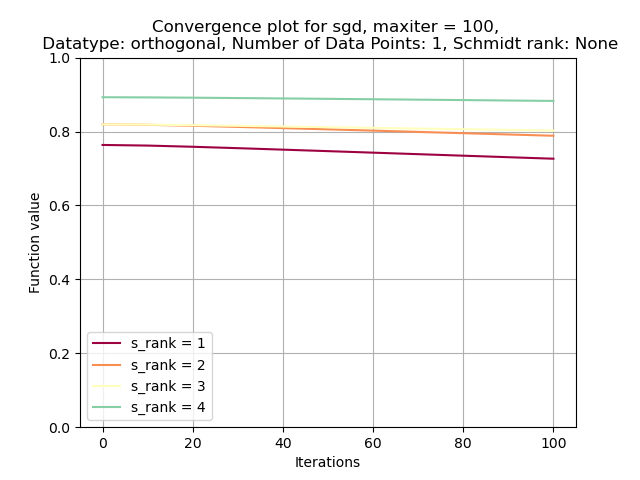 Convergence plot for sgd, maxiter = 100,
Datatype: orthogonal, Number of Data Points: 1, Schmidt rank: None
1.0
0.8
0.6
0.4
0.2
0.0
Function value
s_rank = 1
s_rank = 2
s_rank = 3
s_rank = 4
0 20 40 60 80 100
Iterations